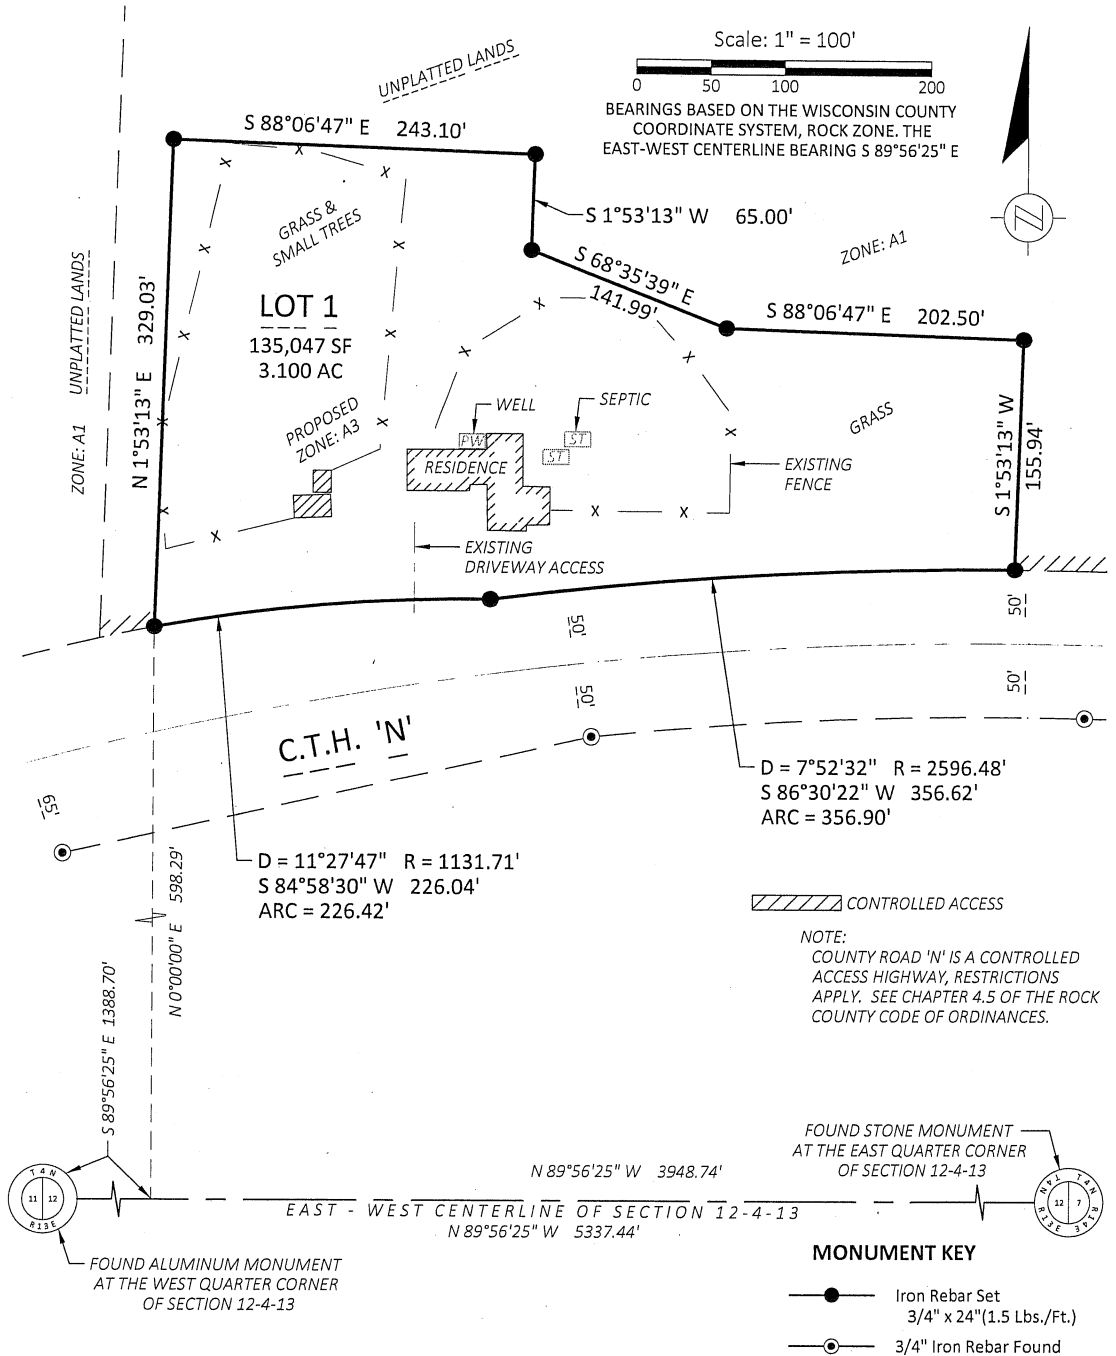 Scale: 1" = 100'
0 50 100 200
BEARINGS BASED ON THE WISCONSIN COUNTY
COORDINATE SYSTEM, ROCK ZONE. THE
EAST-WEST CENTERLINE BEARING S 89°56'25" E
UNPLATTED LANDS
S 88°06'47" E 243.10'
S 1°53'13" W 65.00'
GRASS &
SMALL TREES
ZONE: A1
S 68°35'39" E
141.99'
LOT 1
135,047 SF
3.100 AC
S 88°06'47" E 202.50'
UNPLATTED LANDS
ZONE: A1
N 1°53'13" E 329.03'
PROPOSED
ZONE: A3
WELL
SEPTIC
PW
ST
ST
RESIDENCE
GRASS
S 1°53'13" W
155.94'
EXISTING
FENCE
EXISTING
DRIVEWAY ACCESS
x x x x x x x x x x x x x x x x x
50'
50'
50'
50'
C.T.H. 'N'
65'
D = 7°52'32" R = 2596.48'
S 86°30'22" W 356.62'
ARC = 356.90'
D = 11°27'47" R = 1131.71'
S 84°58'30" W 226.04'
ARC = 226.42'
N 0°00'00" E 598.29'
CONTROLLED ACCESS
NOTE:
COUNTY ROAD 'N' IS A CONTROLLED
ACCESS HIGHWAY, RESTRICTIONS
APPLY. SEE CHAPTER 4.5 OF THE ROCK
COUNTY CODE OF ORDINANCES.
S 89°56'25" E 1388.70'
FOUND STONE MONUMENT
AT THE EAST QUARTER CORNER
OF SECTION 12-4-13
N 89°56'25" W 3948.74'
T 4 N
11 12
R13E
T4N T4N
12 7
R13E R14E
EAST - WEST CENTERLINE OF SECTION 12-4-13
N 89°56'25" W 5337.44'
FOUND ALUMINUM MONUMENT
AT THE WEST QUARTER CORNER
OF SECTION 12-4-13
MONUMENT KEY
Iron Rebar Set
3/4" x 24"(1.5 Lbs./Ft.)
3/4" Iron Rebar Found